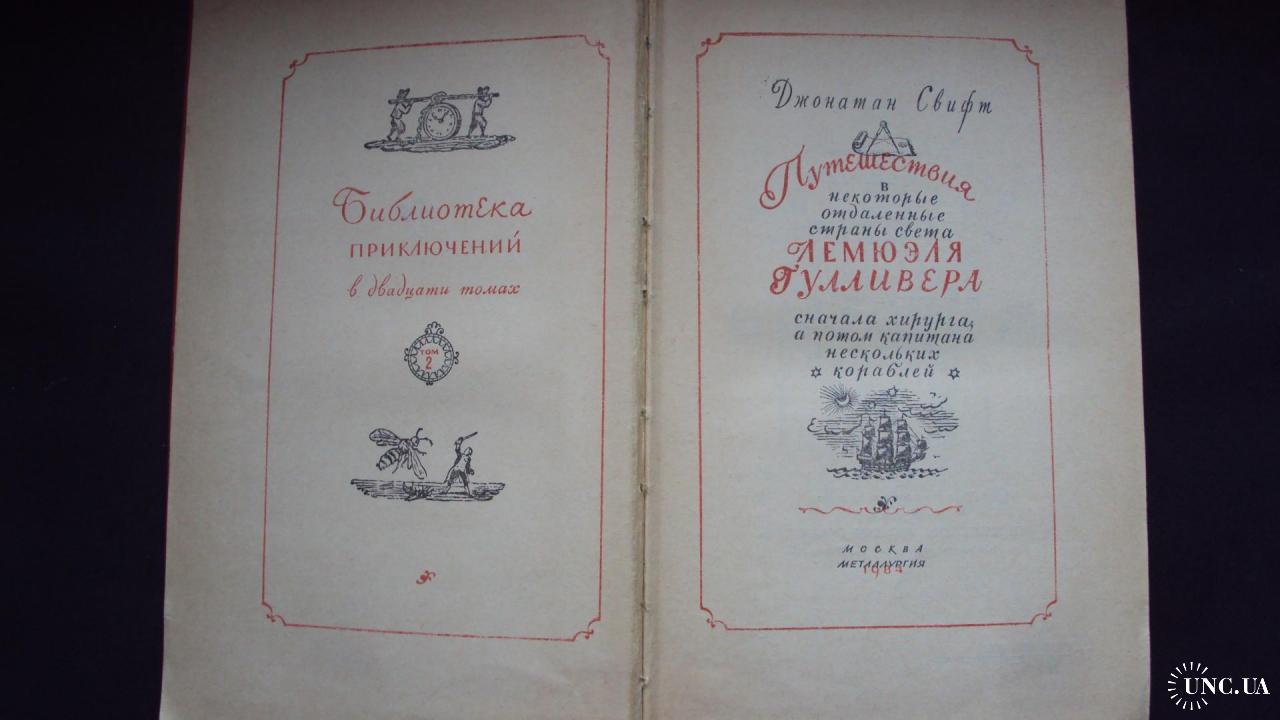 Библиотека
ПРИКЛЮЧЕНИЙ
в двадцати томах
ТОМ
2
Джонатан Свифт
Путешествия
в
некоторые
отдаленные
страны света
ЛЕМЮЭЛЯ
ГУЛЛИВЕРА
сначала хирурга,
а потом капитана
нескольких
кораблей
МОСКВА
МЕТАЛЛУРГИЯ
1984
UNC.UA